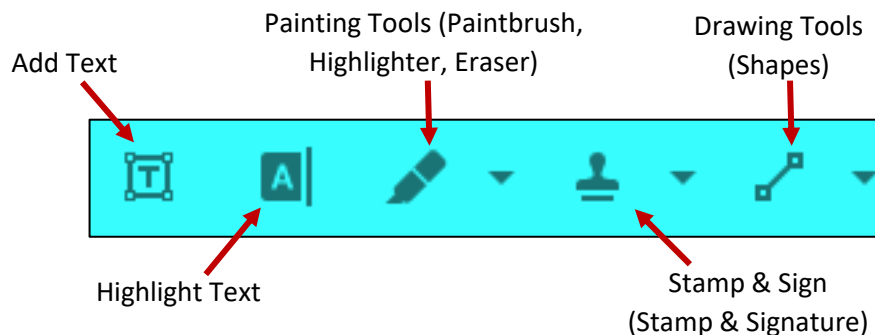 Painting Tools (Paintbrush,
Highlighter, Eraser)
Drawing Tools
(Shapes)
Add Text
T
A
Highlight Text
Stamp & Sign
(Stamp & Signature)